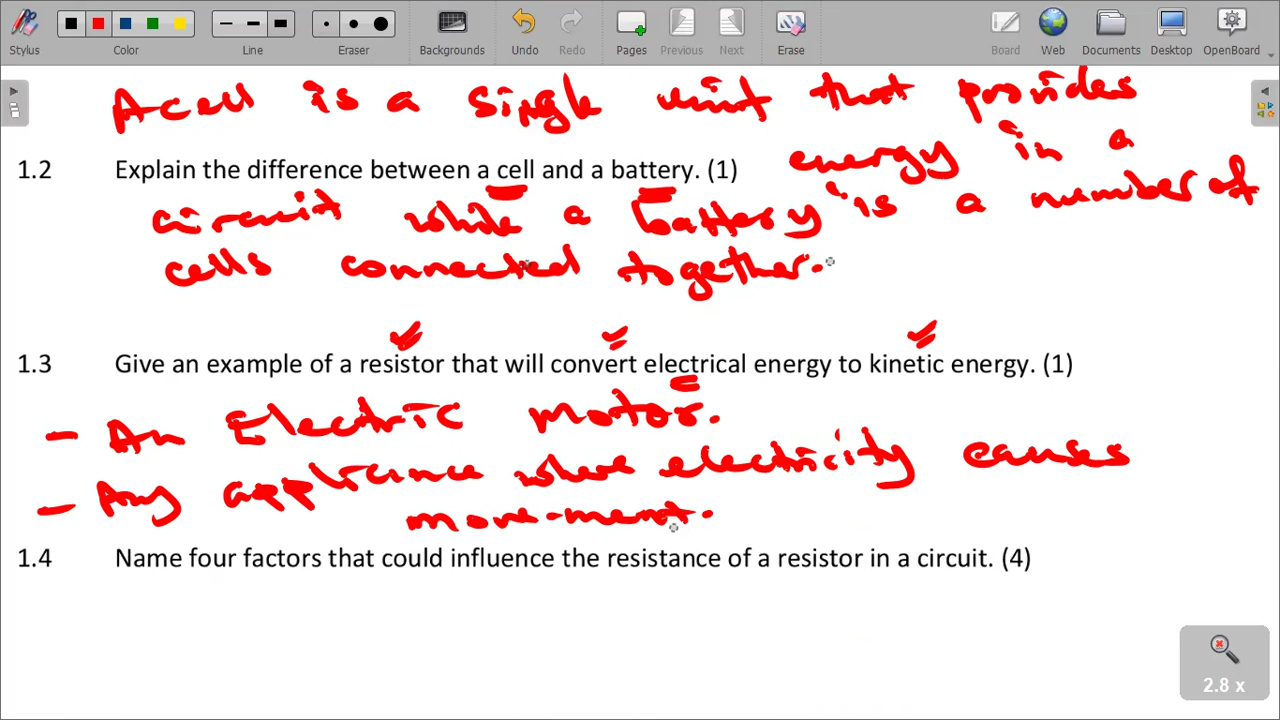 Stylus
Color
Line
Eraser
Backgrounds
Undo
Redo
Pages
Previous
Next
Erase
Board
Web
Documents
Desktop
OpenBoard
A cell is a single unit that provides
1.2 Explain the difference between a cell and a battery. (1)
energy in a
circuit while a battery is a number of
cells connected together.
1.3 Give an example of a resistor that will convert electrical energy to kinetic energy. (1)
- An Electric motor.
- Any appliance where electricity causes
move-ment.
1.4 Name four factors that could influence the resistance of a resistor in a circuit. (4)
2.8 x